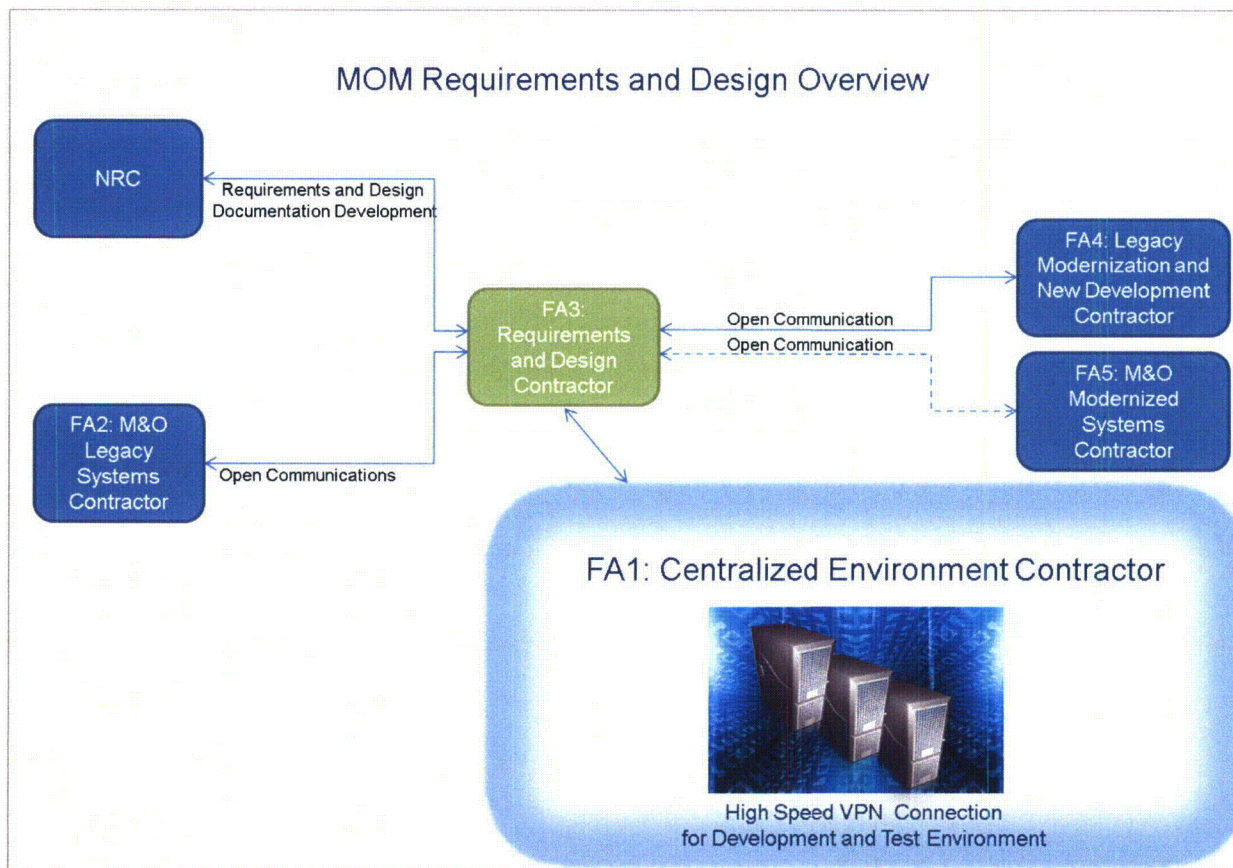 MOM Requirements and Design Overview
NRC
Requirements and Design
Documentation Development
FA4: Legacy
Modernization and
New Development
Contractor
FA3:
Requirements
and Design
Contractor
Open Communication
Open Communication
FA5: M&O
Modernized
Systems
Contractor
FA2: M&O
Legacy
Systems
Contractor
Open Communications
FA1: Centralized Environment Contractor
High Speed VPN Connection
for Development and Test Environment